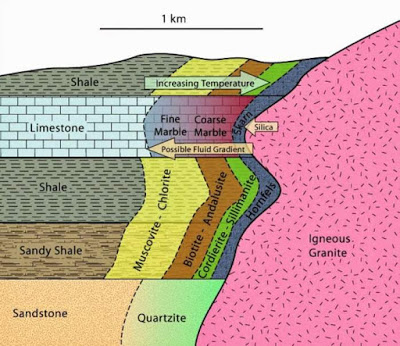 1 km
Shale
Increasing Temperature
Limestone
Fine
Marble
Coarse
Marble
Skarn
Silica
Possible Fluid Gradient
Shale
Muscovite - Chlorite
Biotite - Andalusite
Cordierite - Sillimanite
Hornfels
Igneous
Granite
Sandy Shale
Sandstone
Quartzite